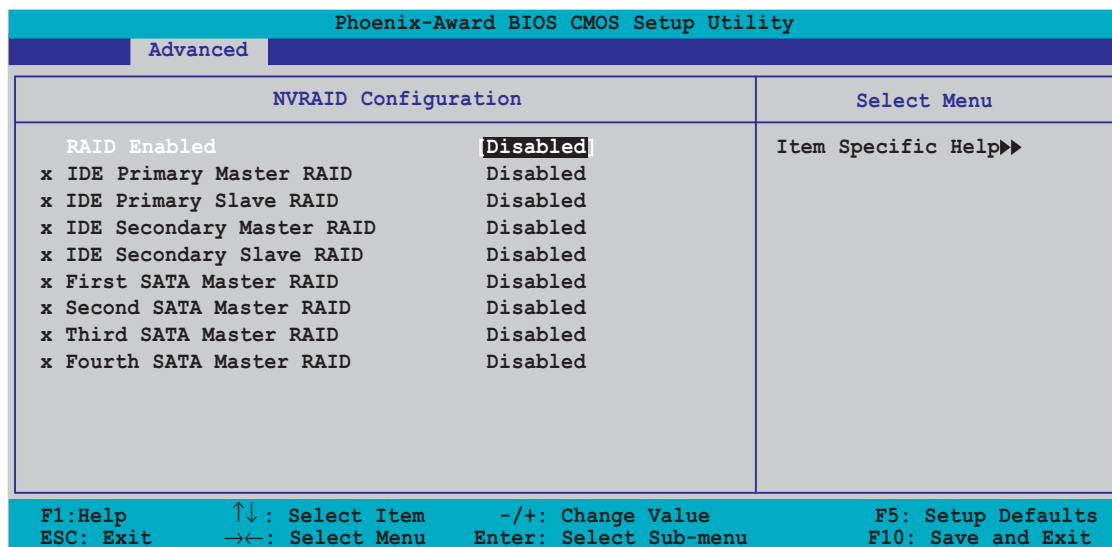 Phoenix-Award BIOS CMOS Setup Utility
Advanced
NVRAID Configuration
Select Menu
RAID Enabled [Disabled]
Item Specific Help▶▶
x IDE Primary Master RAID Disabled
x IDE Primary Slave RAID Disabled
x IDE Secondary Master RAID Disabled
x IDE Secondary Slave RAID Disabled
x First SATA Master RAID Disabled
x Second SATA Master RAID Disabled
x Third SATA Master RAID Disabled
x Fourth SATA Master RAID Disabled
F1:Help ↑↓: Select Item -/+: Change Value F5: Setup Defaults
ESC: Exit →←: Select Menu Enter: Select Sub-menu F10: Save and Exit